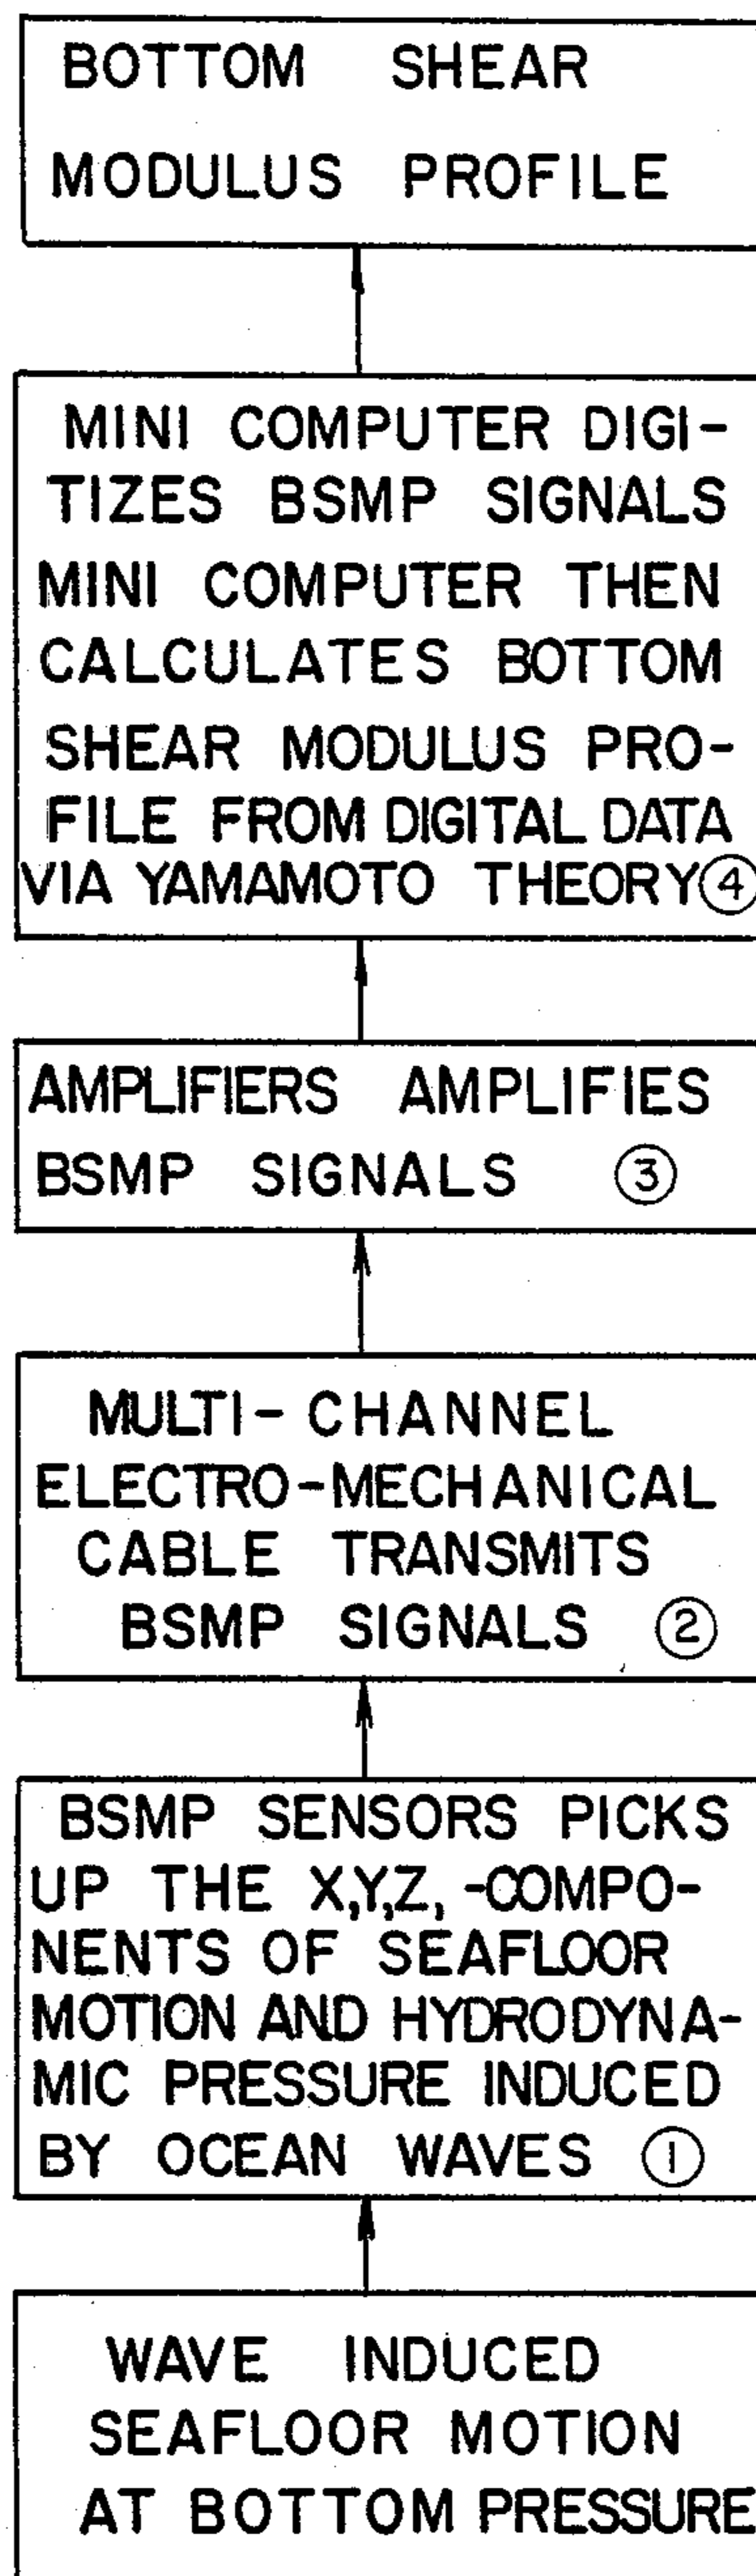 BOTTOM SHEAR
MODULUS PROFILE
MINI COMPUTER DIGI-
TIZES BSMP SIGNALS
MINI COMPUTER THEN
CALCULATES BOTTOM
SHEAR MODULUS PRO-
FILE FROM DIGITAL DATA
VIA YAMAMOTO THEORY ④
AMPLIFIERS AMPLIFIES
BSMP SIGNALS ③
MULTI-CHANNEL
ELECTRO-MECHANICAL
CABLE TRANSMITS
BSMP SIGNALS ②
BSMP SENSORS PICKS
UP THE X,Y,Z, -COMPO-
NENTS OF SEAFLOOR
MOTION AND HYDRODYNA-
MIC PRESSURE INDUCED
BY OCEAN WAVES ①
WAVE INDUCED
SEAFLOOR MOTION
AT BOTTOM PRESSURE